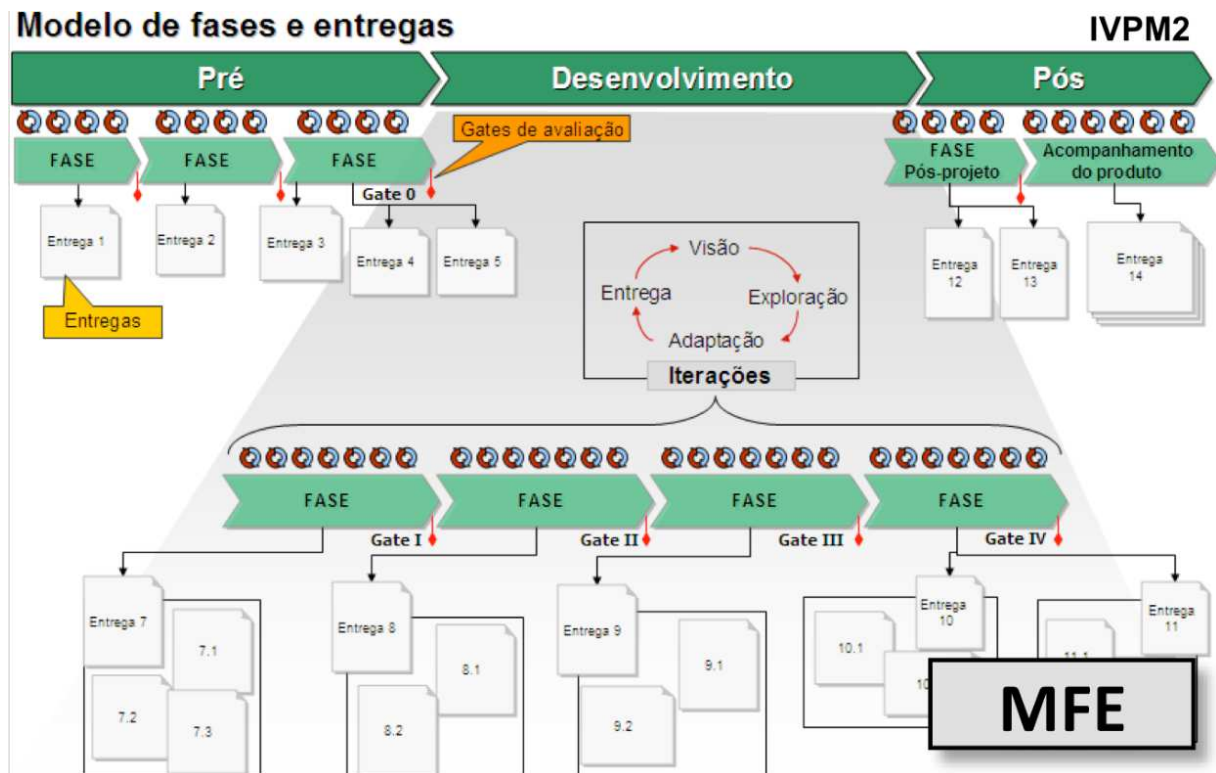 Modelo de fases e entregas
IVPM2
Pré
Desenvolvimento
Pós
Gates de avaliação
FASE
FASE
FASE
FASE
Pós-projeto
Acompanhamento
do produto
Gate 0
Entrega 1
Entrega 2
Entrega 3
Entrega 4
Entrega 5
Entrega
12
Entrega
13
Entrega
14
Entregas
Visão
Entrega
Exploração
Adaptação
Iterações
FASE
FASE
FASE
FASE
Gate I
Gate II
Gate III
Gate IV
Entrega 7
7.1
7.2
7.3
Entrega 8
8.1
8.2
Entrega 9
9.1
9.2
Entrega
10
10.1
Entrega
11
MFE